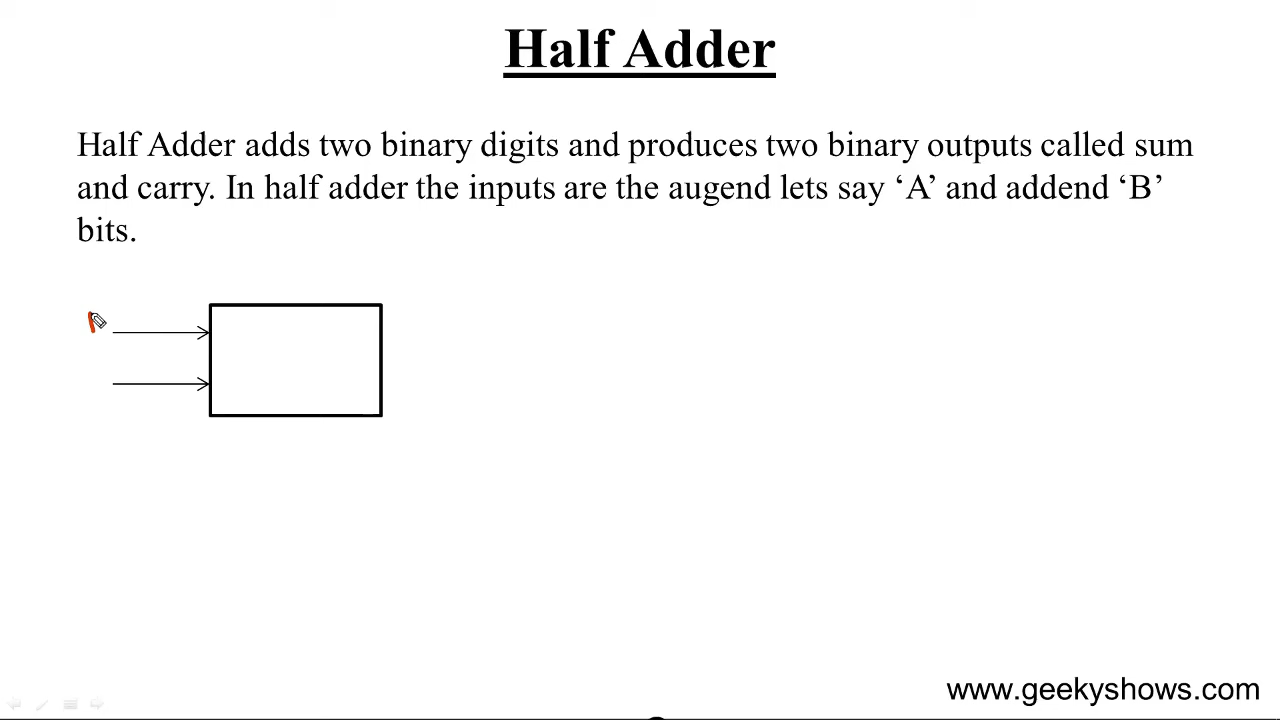 Half Adder
Half Adder adds two binary digits and produces two binary outputs called sum
and carry. In half adder the inputs are the augend lets say ‘A’ and addend ‘B’
bits.
www.geekyshows.com